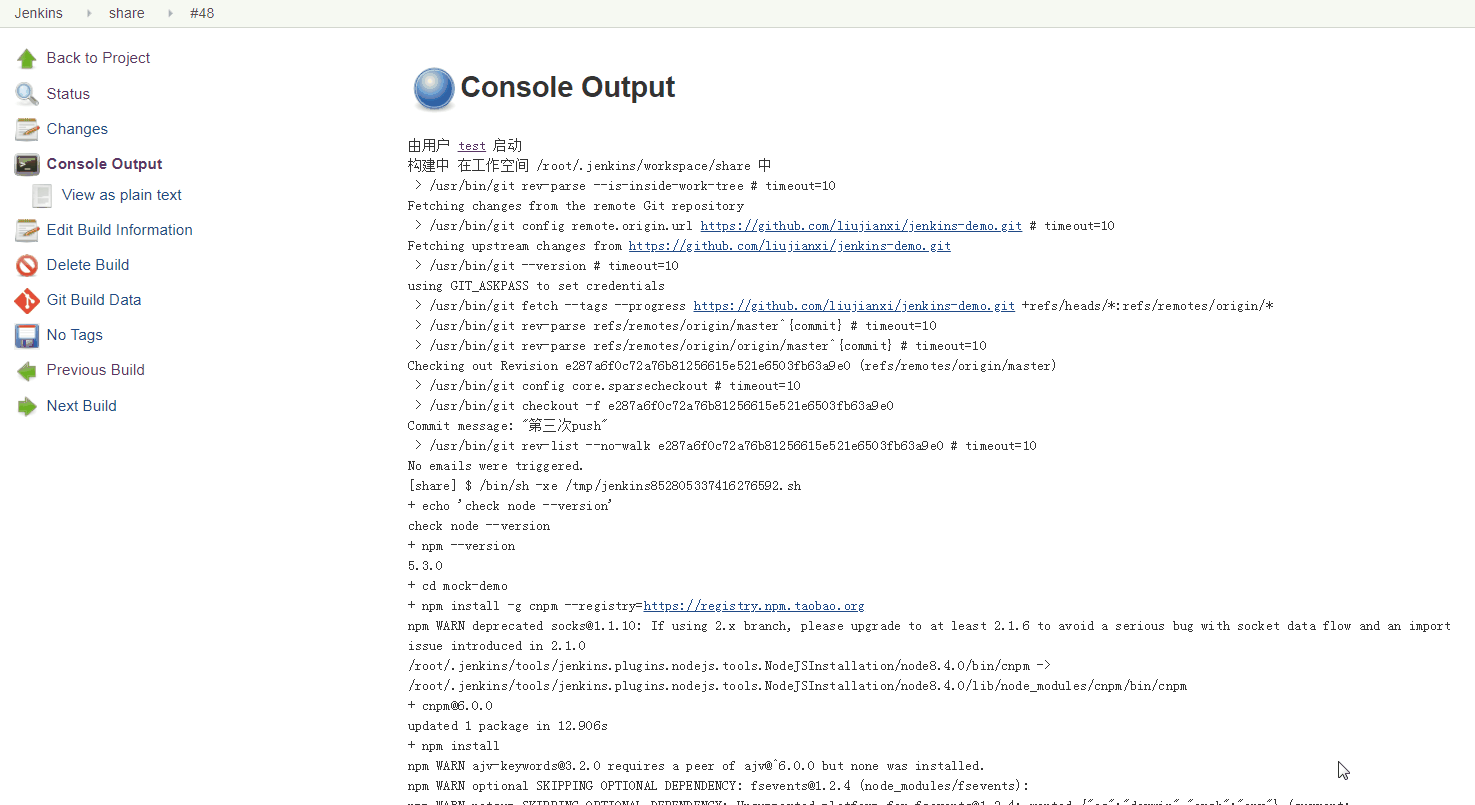 Jenkins share #48
Back to Project
Status
Changes
Console Output
View as plain text
Edit Build Information
Delete Build
Git Build Data
No Tags
Previous Build
Next Build
Console Output
由用户 test 启动
构建中 在工作空间 /root/.jenkins/workspace/share 中
> /usr/bin/git rev-parse --is-inside-work-tree # timeout=10
Fetching changes from the remote Git repository
> /usr/bin/git config remote.origin.url https://github.com/liujianxi/jenkins-demo.git # timeout=10
Fetching upstream changes from https://github.com/liujianxi/jenkins-demo.git
> /usr/bin/git --version # timeout=10
using GIT_ASKPASS to set credentials
> /usr/bin/git fetch --tags --progress https://github.com/liujianxi/jenkins-demo.git +refs/heads/*:refs/remotes/origin/*
> /usr/bin/git rev-parse refs/remotes/origin/master^{commit} # timeout=10
> /usr/bin/git rev-parse refs/remotes/origin/origin/master^{commit} # timeout=10
Checking out Revision e287a6f0c72a76b81256615e521e6503fb63a9e0 (refs/remotes/origin/master)
> /usr/bin/git config core.sparsecheckout # timeout=10
> /usr/bin/git checkout -f e287a6f0c72a76b81256615e521e6503fb63a9e0
Commit message: "第三次push"
> /usr/bin/git rev-list --no-walk e287a6f0c72a76b81256615e521e6503fb63a9e0 # timeout=10
No emails were triggered.
[share] $ /bin/sh -xe /tmp/jenkins852805337416276592.sh
+ echo 'check node --version'
check node --version
+ npm --version
5.3.0
+ cd mock-demo
+ npm install -g cnpm --registry=https://registry.npm.taobao.org
npm WARN deprecated socks@1.1.10: If using 2.x branch, please upgrade to at least 2.1.6 to avoid a serious bug with socket data flow and an import
issue introduced in 2.1.0
/root/.jenkins/tools/jenkins.plugins.nodejs.tools.NodeJSInstallation/node8.4.0/bin/cnpm ->
/root/.jenkins/tools/jenkins.plugins.nodejs.tools.NodeJSInstallation/node8.4.0/lib/node_modules/cnpm/bin/cnpm
+ cnpm@6.0.0
updated 1 package in 12.906s
+ npm install
npm WARN ajv-keywords@3.2.0 requires a peer of ajv@^6.0.0 but none was installed.
npm WARN optional SKIPPING OPTIONAL DEPENDENCY: fsevents@1.2.4 (node_modules/fsevents):